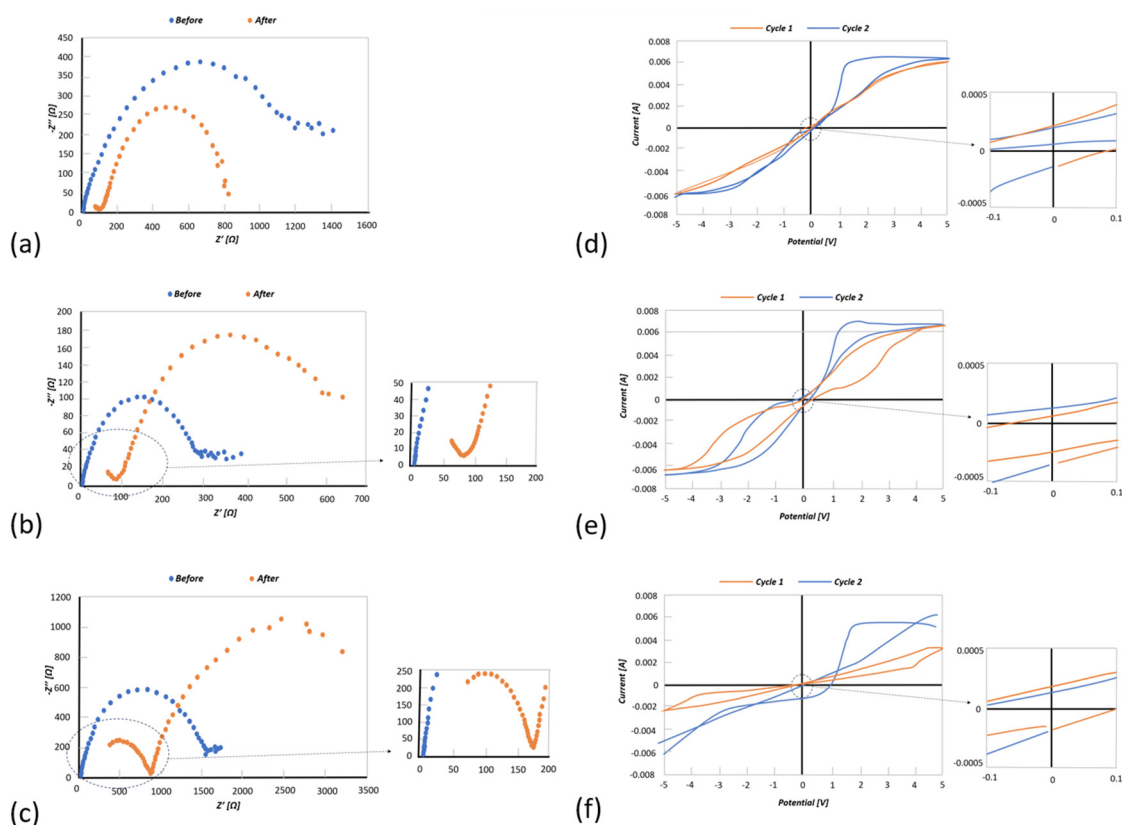 Before After
450
400
350
300
250
200
150
100
50
0
-Z'' [Ω]
0 200 400 600 800 1000 1200 1400 1600
Z' [Ω]
(a)
Before After
200
180
160
140
120
100
80
60
40
20
0
-Z'' [Ω]
0 100 200 300 400 500 600 700
Z' [Ω]
50
40
30
20
10
0
0 50 100 150 200
(b)
Before After
1200
1000
800
600
400
200
0
-Z'' [Ω]
0 500 1000 1500 2000 2500 3000 3500
Z' [Ω]
250
200
150
100
50
0
0 50 100 150 200
(c)
Cycle 1 Cycle 2
0.008
0.006
0.004
0.002
0
-0.002
-0.004
-0.006
-0.008
Current [A]
-5 -4 -3 -2 -1 0 1 2 3 4 5
Potential [V]
0.0005
0
-0.0005
-0.1 0 0.1
(d)
Cycle 1 Cycle 2
0.008
0.006
0.004
0.002
0
-0.002
-0.004
-0.006
-0.008
Current [A]
-5 -4 -3 -2 -1 0 1 2 3 4 5
Potential [V]
0.0005
0
-0.0005
-0.1 0 0.1
(e)
Cycle 1 Cycle 2
0.008
0.006
0.004
0.002
0
-0.002
-0.004
-0.006
-0.008
Current [A]
-5 -4 -3 -2 -1 0 1 2 3 4 5
Potential [V]
0.0005
0
-0.0005
-0.1 0 0.1
(f)